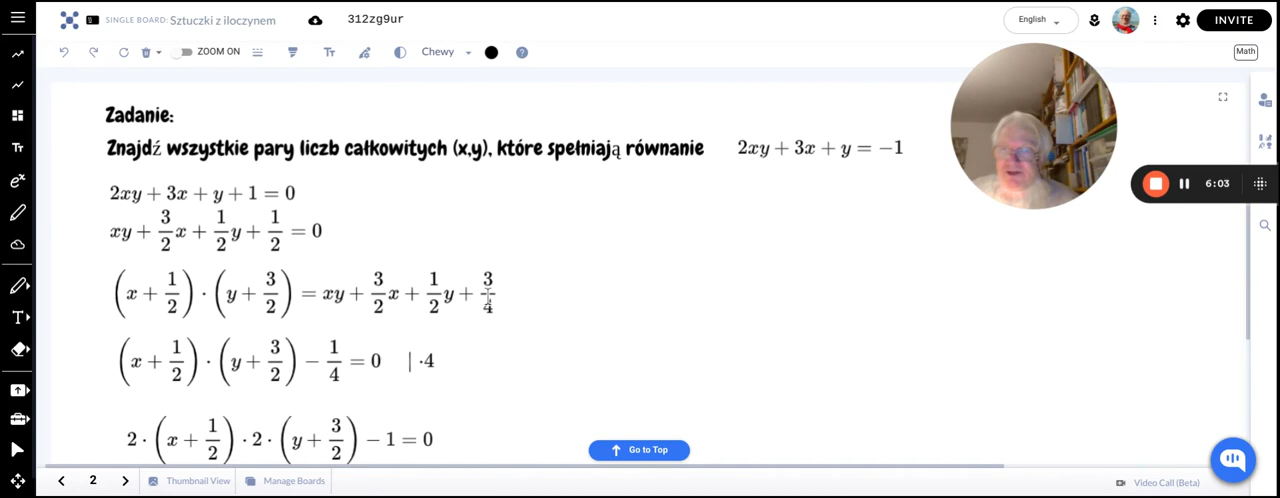 SINGLE BOARD: Sztuczki z iloczynem
312zg9ur
English
INVITE
ZOOM ON
Tт
Chewy
Math
Zadanie:
Znajdź wszystkie pary liczb całkowitych (x,y), które spełniają równanie 2xy + 3x + y = −1
2xy + 3x + y + 1 = 0
xy + 3/2 x + 1/2 y + 1/2 = 0
6:03
(x + 1/2) · (y + 3/2) = xy + 3/2 x + 1/2 y + 3/4
(x + 1/2) · (y + 3/2) − 1/4 = 0 | ·4
2 · (x + 1/2) · 2 · (y + 3/2) − 1 = 0
Go to Top
2
Thumbnail View
Manage Boards
Video Call (Beta)